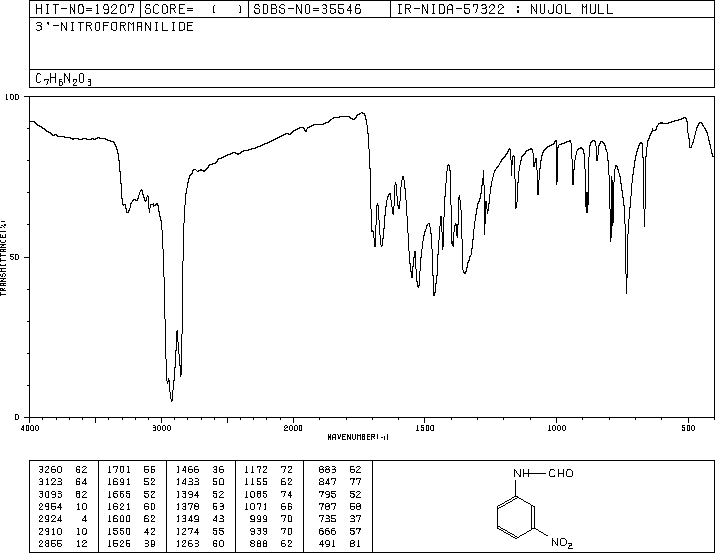 HIT-NO=19207 SCORE= ( ) SDBS-NO=35546 IR-NIDA-57322 : NUJOL MULL
3'-NITROFORMANILIDE
C₇H₆N₂O₃
100
50
0
TRANSMITTANCE(%)
4000 3000 2000 1500 1000 500
WAVENUMBER(-1)
3260 62 1701 56 1466 36 1172 72 883 62
3123 64 1691 52 1433 50 1155 62 847 77
3093 62 1665 52 1394 52 1085 74 795 52
2954 10 1621 60 1378 53 1071 66 787 58
2924 4 1600 62 1349 43 999 70 735 37
2910 10 1550 42 1274 55 939 70 666 57
2855 12 1526 39 1263 60 888 62 491 81
NH CHO
NO₂